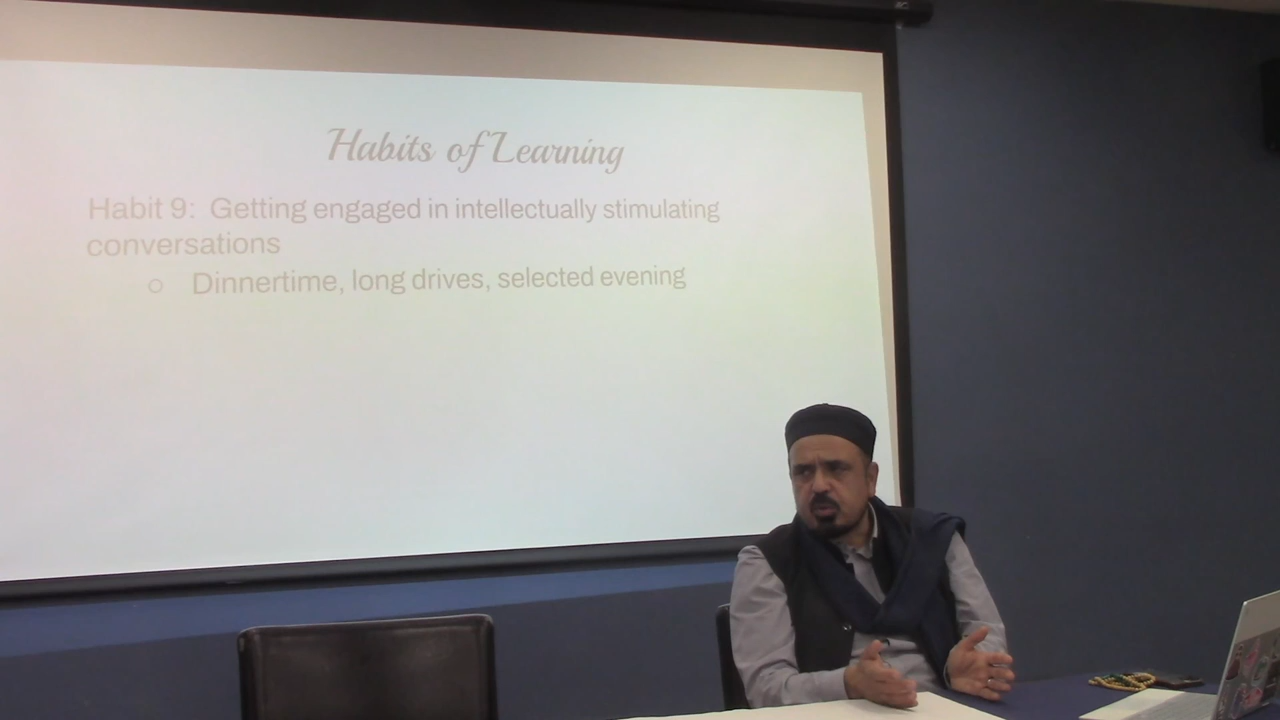 Habits of Learning
Habit 9: Getting engaged in intellectually stimulating
conversations
○ Dinnertime, long drives, selected evening